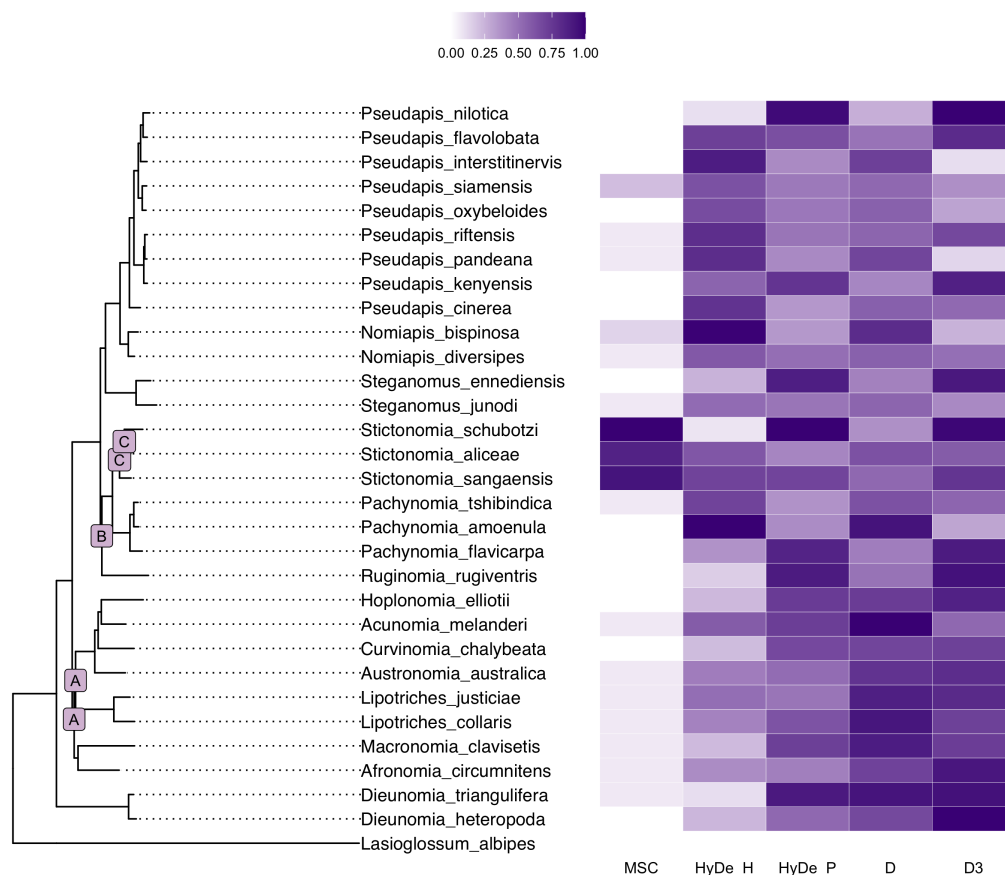 0.00 0.25 0.50 0.75 1.00
Pseudapis_nilotica
Pseudapis_flavolobata
Pseudapis_interstitinervis
Pseudapis_siamensis
Pseudapis_oxybeloides
Pseudapis_riftensis
Pseudapis_pandeana
Pseudapis_kenyensis
Pseudapis_cinerea
Nomiapis_bispinosa
Nomiapis_diversipes
Steganomus_ennediensis
Steganomus_junodi
Stictonomia_schubotzi
C
Stictonomia_aliceae
C
Stictonomia_sangaensis
Pachynomia_tshibindica
Pachynomia_amoenula
B
Pachynomia_flavicarpa
Ruginomia_rugiventris
Hoplonomia_elliotii
Acunomia_melanderi
Curvinomia_chalybeata
Austronomia_australica
A
Lipotriches_justiciae
Lipotriches_collaris
A
Macronomia_clavisetis
Afronomia_circumnitens
Dieunomia_triangulifera
Dieunomia_heteropoda
Lasioglossum_albipes
MSC HyDe_H HyDe_P D D3